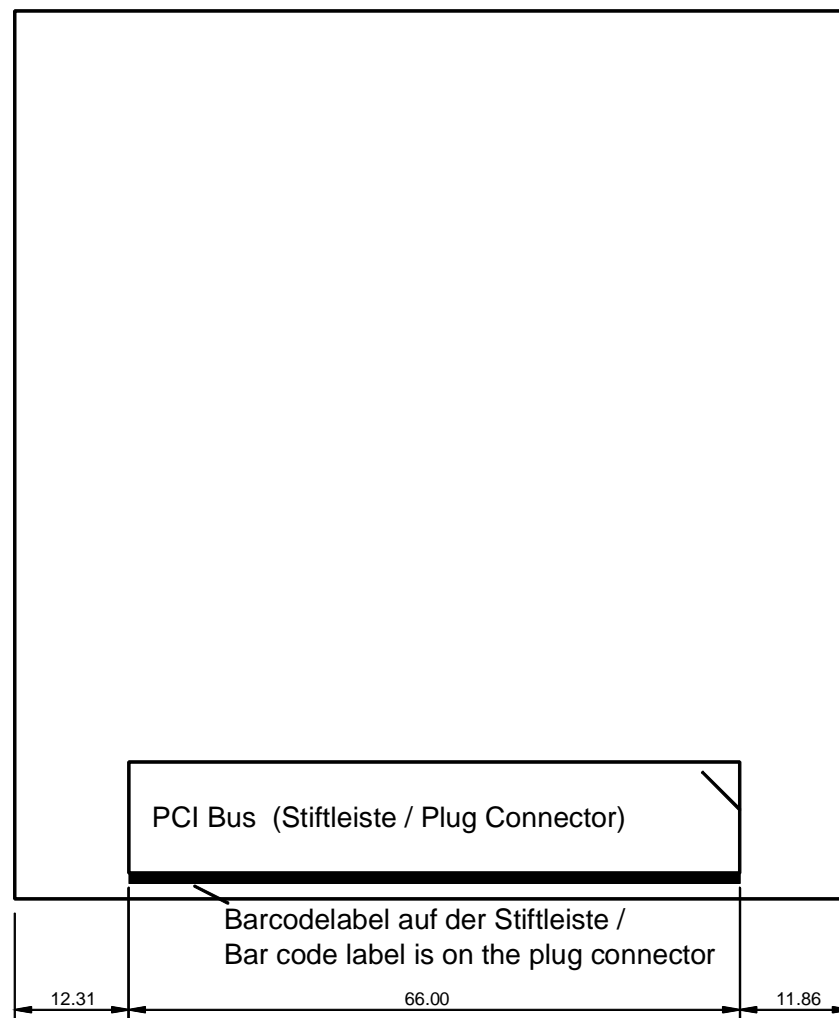 PCI Bus (Stiftleiste / Plug Connector)
Barcodelabel auf der Stiftleiste /
Bar code label is on the plug connector
12.31 66.00 11.86